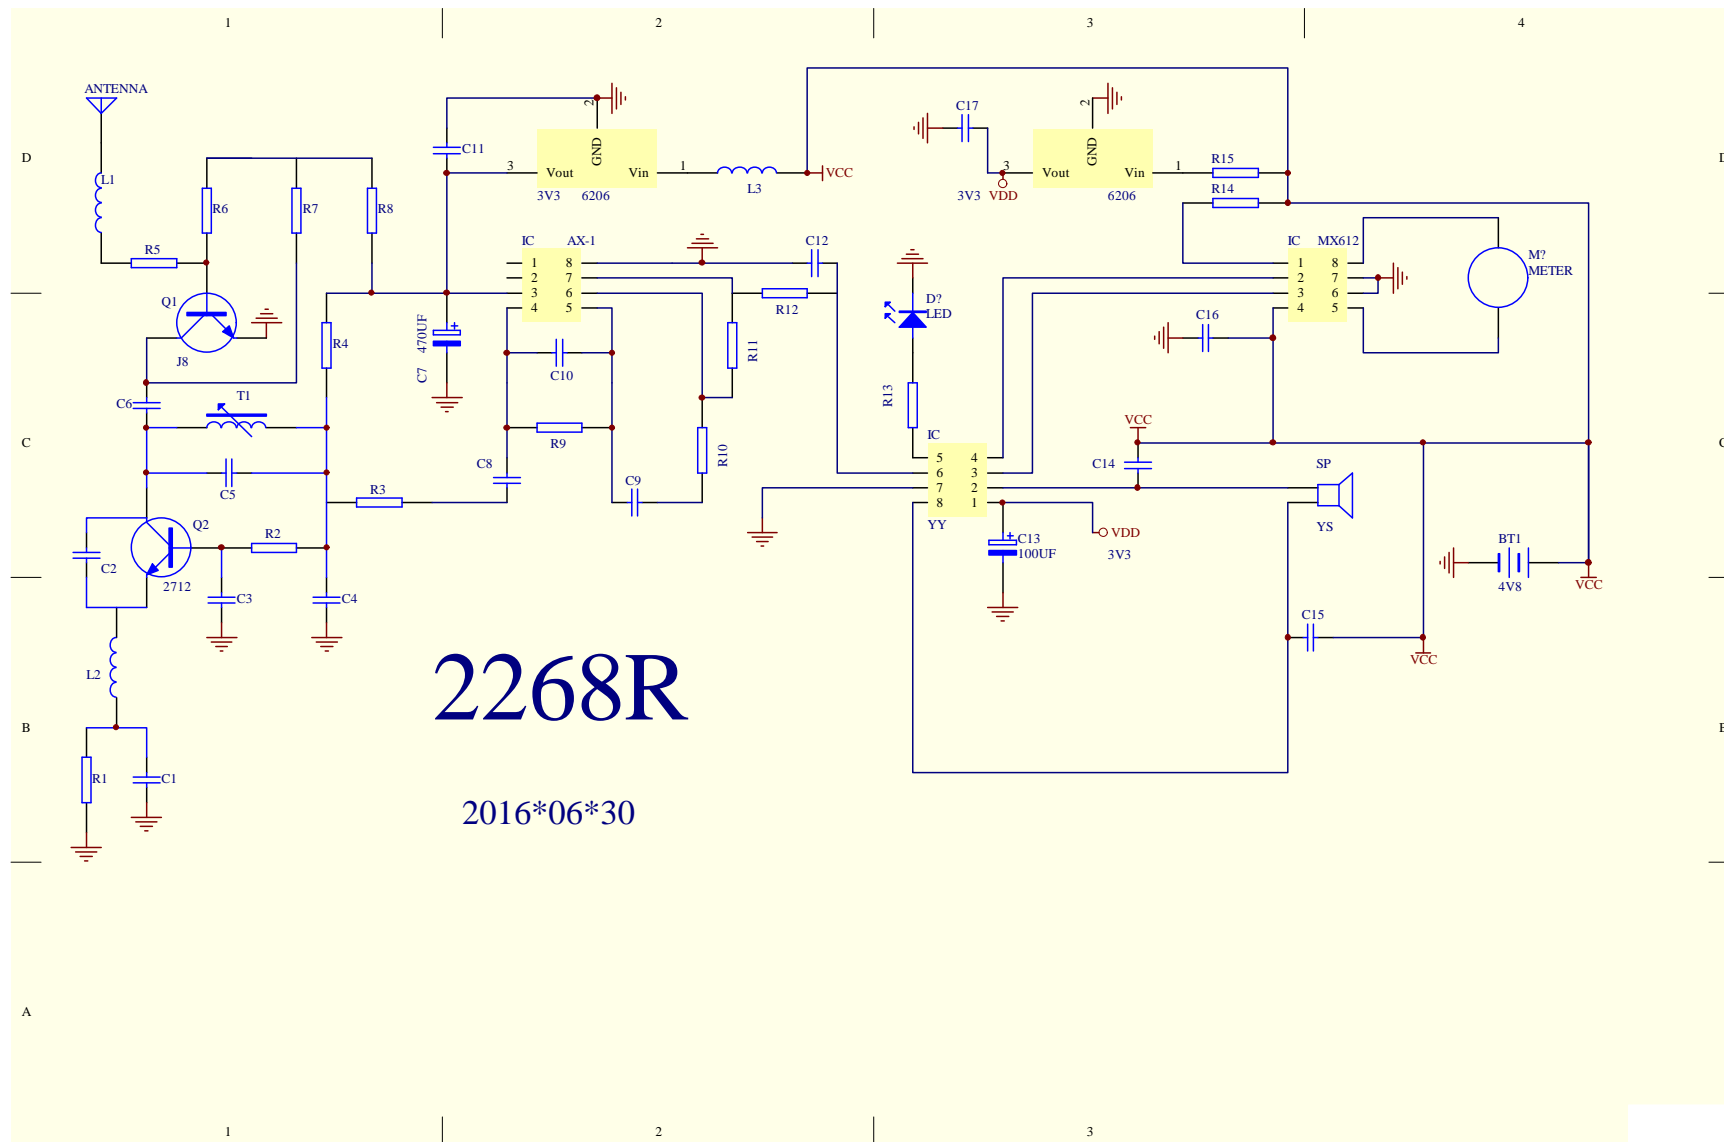 1 2 3 4
ANTENNA
D
L1
R5
R6
R7
R8
Q1
J8
C11
2
GND
3 Vout Vin 1
3V3 6206
L3
VCC
C17
2
GND
3 Vout Vin 1
3V3 VDD 6206
R15
R14
IC AX-1
1 8
2 7
3 6
4 5
C12
R12
R11
R4
470UF
C7
C10
R9
R10
C8
C9
D?
LED
R13
IC MX612
1 8
2 7
3 6
4 5
M?
METER
C16
C
C6
T1
C5
R3
Q2
2712
R2
C2
C3
C4
IC
5 4
6 3
7 2
8 1
YY
VCC
C14
SP
YS
VDD
3V3
C13
100UF
BT1
4V8
VCC
C15
VCC
L2
B
R1
C1
2268R
2016*06*30
A
1 2 3